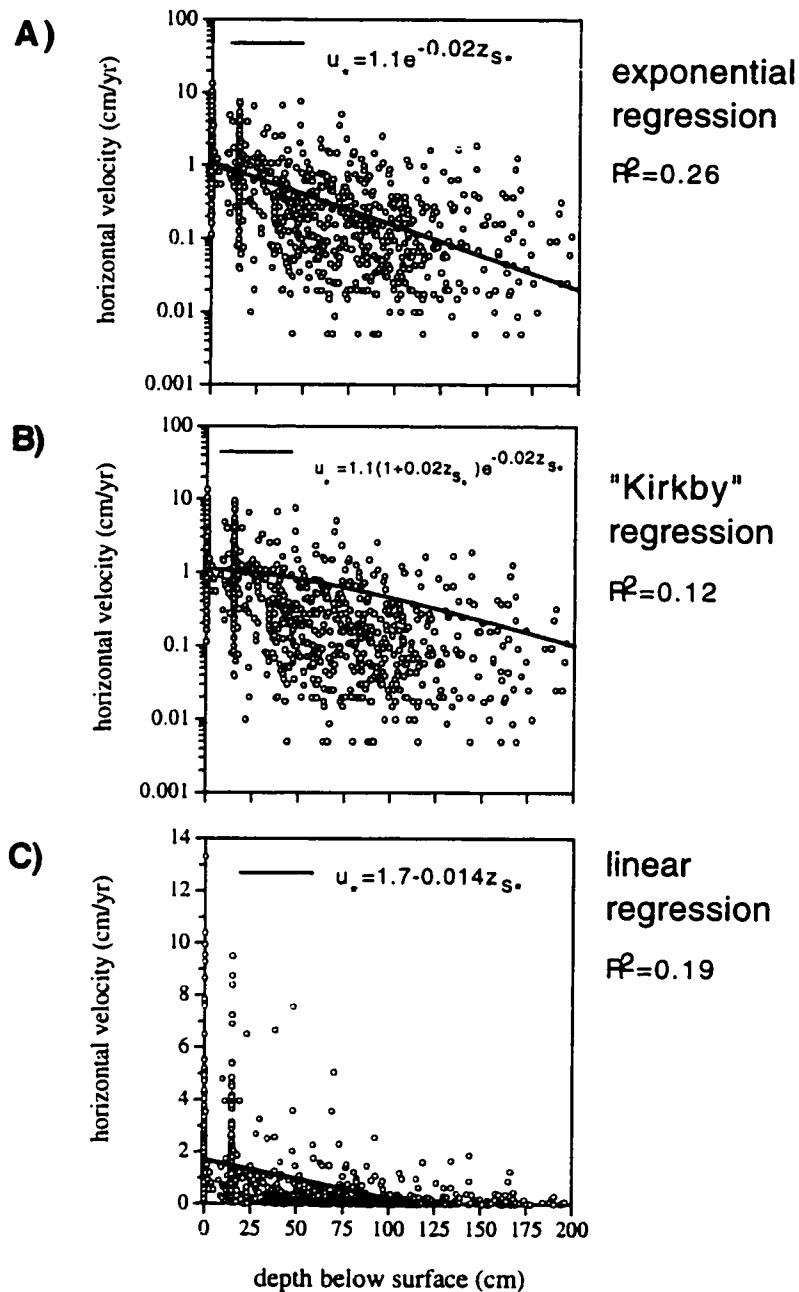 A)
100
10
1
0.1
0.01
0.001
horizontal velocity (cm/yr)
u*=1.1e^-0.02zs*
exponential
regression
R²=0.26
B)
100
10
1
0.1
0.01
0.001
horizontal velocity (cm/yr)
u*=1.1(1+0.02zs*)e^-0.02zs*
"Kirkby"
regression
R²=0.12
C)
14
12
10
8
6
4
2
0
horizontal velocity (cm/yr)
u*=1.7-0.014zs*
linear
regression
R²=0.19
0 25 50 75 100 125 150 175 200
depth below surface (cm)